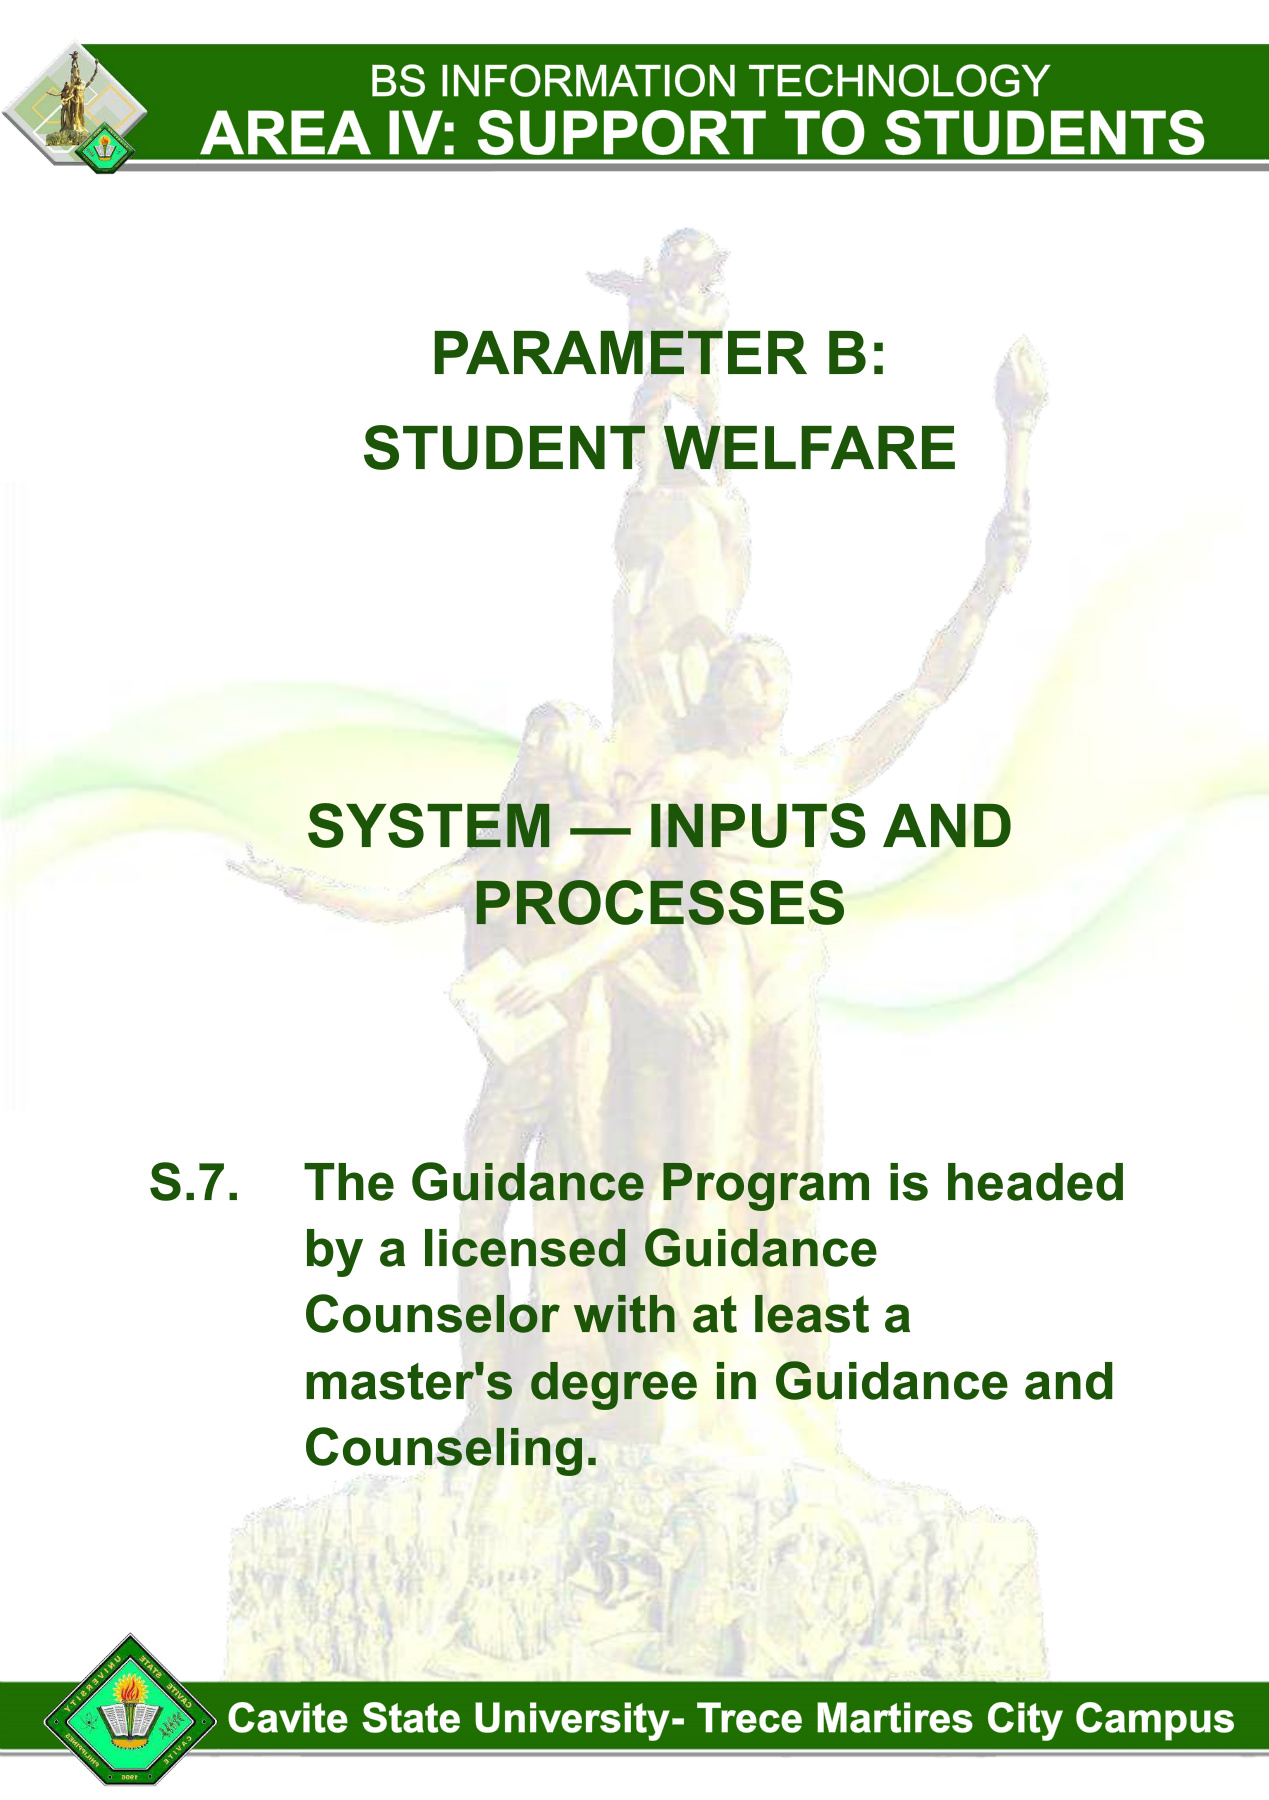 BS INFORMATION TECHNOLOGY
AREA IV: SUPPORT TO STUDENTS
PARAMETER B:
STUDENT WELFARE
SYSTEM — INPUTS AND
PROCESSES
S.7. The Guidance Program is headed
by a licensed Guidance
Counselor with at least a
master's degree in Guidance and
Counseling.
CAVITE STATE UNIVERSITY
CAVITE PHILIPPINES
1906
Cavite State University- Trece Martires City Campus